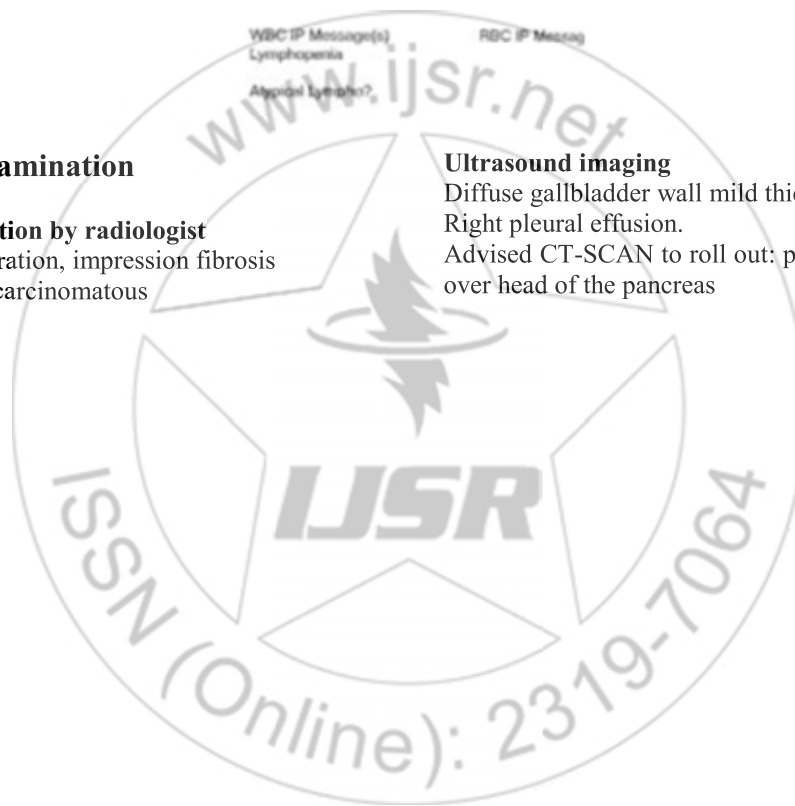 WBC IP Message(s)
Lymphopenia
Atypical Lympho?
RBC IP Messag
www.ijsr.net
amination
tion by radiologist
ration, impression fibrosis
carcinomatous
Ultrasound imaging
Diffuse gallbladder wall mild thic
Right pleural effusion.
Advised CT-SCAN to roll out: p
over head of the pancreas
IJSR
ISSN (Online): 2319-7064